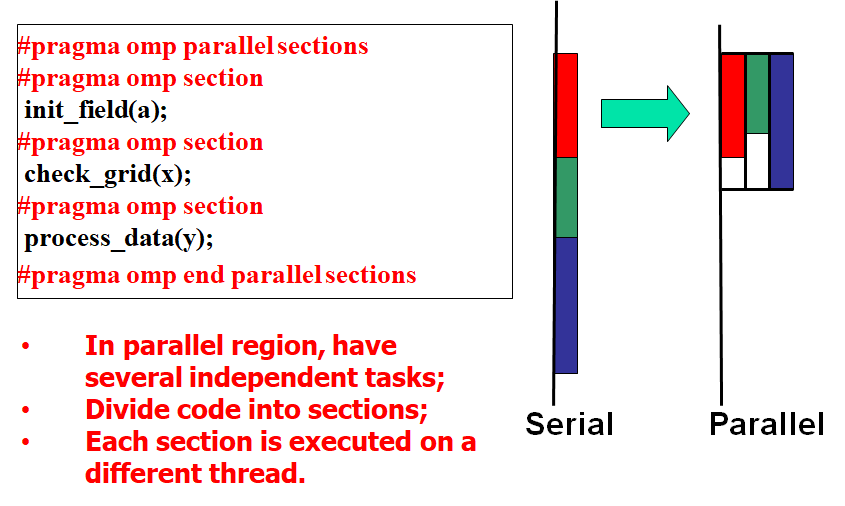 #pragma omp parallel sections
#pragma omp section
init_field(a);
#pragma omp section
check_grid(x);
#pragma omp section
process_data(y);
#pragma omp end parallel sections
• In parallel region, have
several independent tasks;
• Divide code into sections;
• Each section is executed on a
different thread.
Serial
Parallel